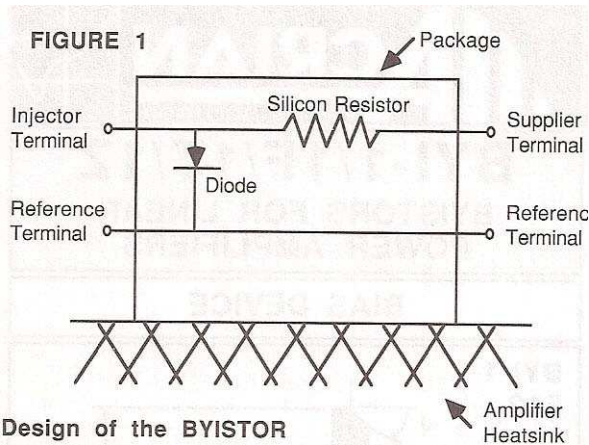 FIGURE 1
Package
Injector
Terminal
Silicon Resistor
Supplier
Terminal
Diode
Reference
Terminal
Referenc
Terminal
Amplifier
Heatsink
Design of the BYISTOR